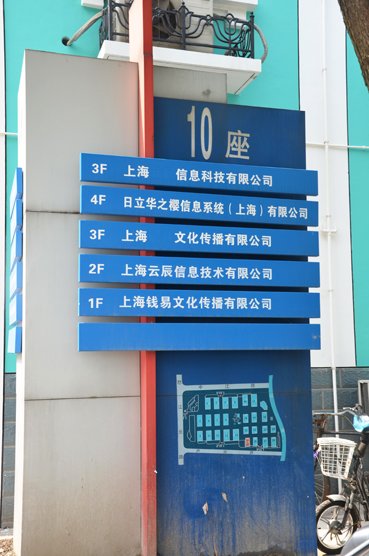 10座
3F 上海 信息科技有限公司
4F 日立华之樱信息系统（上海）有限公司
3F 上海 文化传播有限公司
2F 上海云辰信息技术有限公司
1F 上海钱易文化传播有限公司